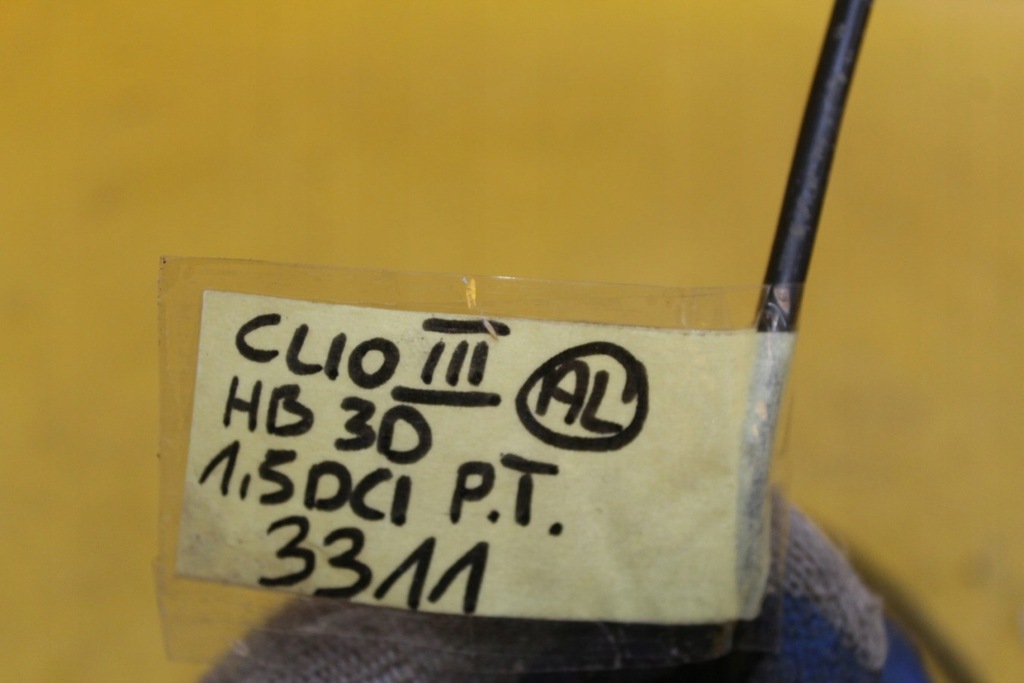 CLIO III AL
HB 3D
1.5DCI P.T.
3311